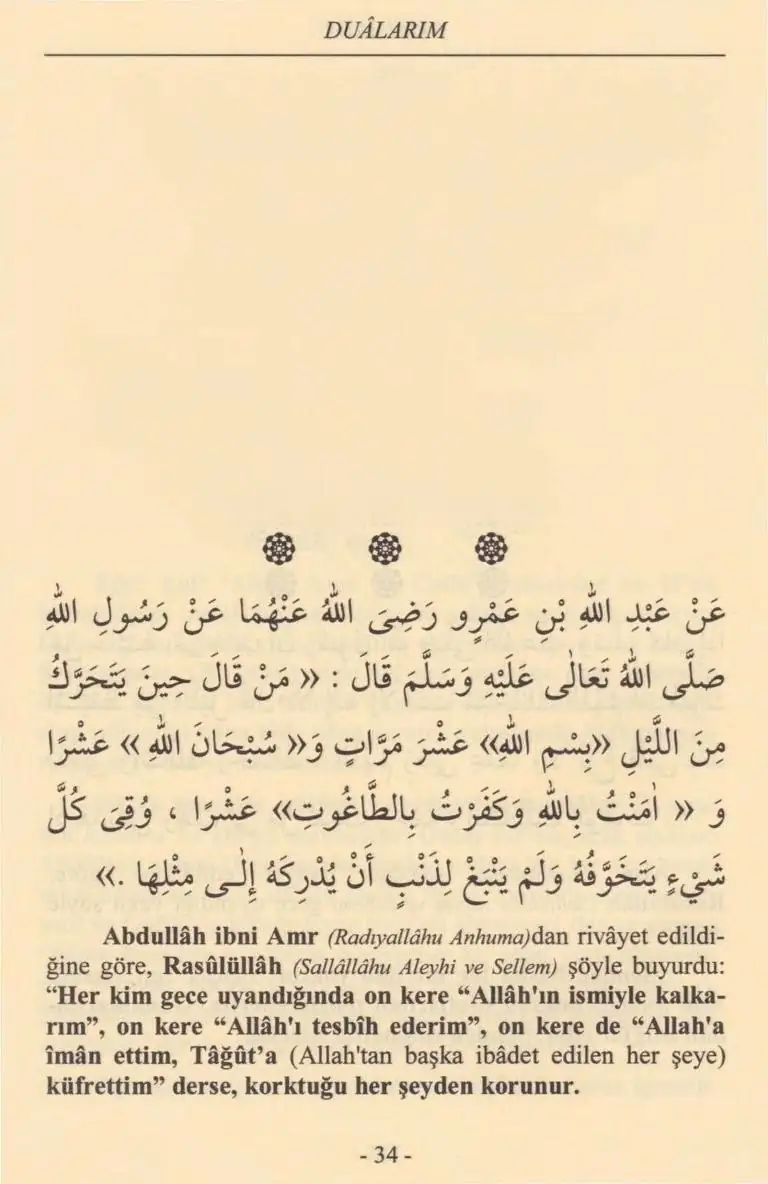 DUÂLARIM
عَنْ عَبْدِ اللهِ بْنِ عَمْرٍو رَضِىَ اللهُ عَنْهُمَا عَنْ رَسُولِ اللهِ
صَلَّى اللهُ تَعَالٰى عَلَيْهِ وَسَلَّمَ قَالَ : « مَنْ قَالَ حِينَ يَتَحَرَّكُ
مِنَ اللَّيْلِ «بِسْمِ اللهِ» عَشْرَ مَرَّاتٍ وَ« سُبْحَانَ اللهِ » عَشْرًا
وَ « اٰمَنْتُ بِاللهِ وَكَفَرْتُ بِالطَّاغُوتِ» عَشْرًا ، وُقِىَ كُلَّ
شَيْءٍ يَتَخَوَّفُهُ وَلَمْ يَنْبَغْ لِذَنْبٍ أَنْ يُدْرِكَهُ إِلٰى مِثْلِهَا .»
Abdullâh ibni Amr (Radıyallâhu Anhuma)dan rivâyet edildi-
ğine göre, Rasûlüllâh (Sallâllâhu Aleyhi ve Sellem) şöyle buyurdu:
“Her kim gece uyandığında on kere “Allâh'ın ismiyle kalka-
rım”, on kere “Allâh'ı tesbîh ederim”, on kere de “Allah'a
îmân ettim, Tâğût’a (Allah'tan başka ibâdet edilen her şeye)
küfrettim” derse, korktuğu her şeyden korunur.
- 34 -